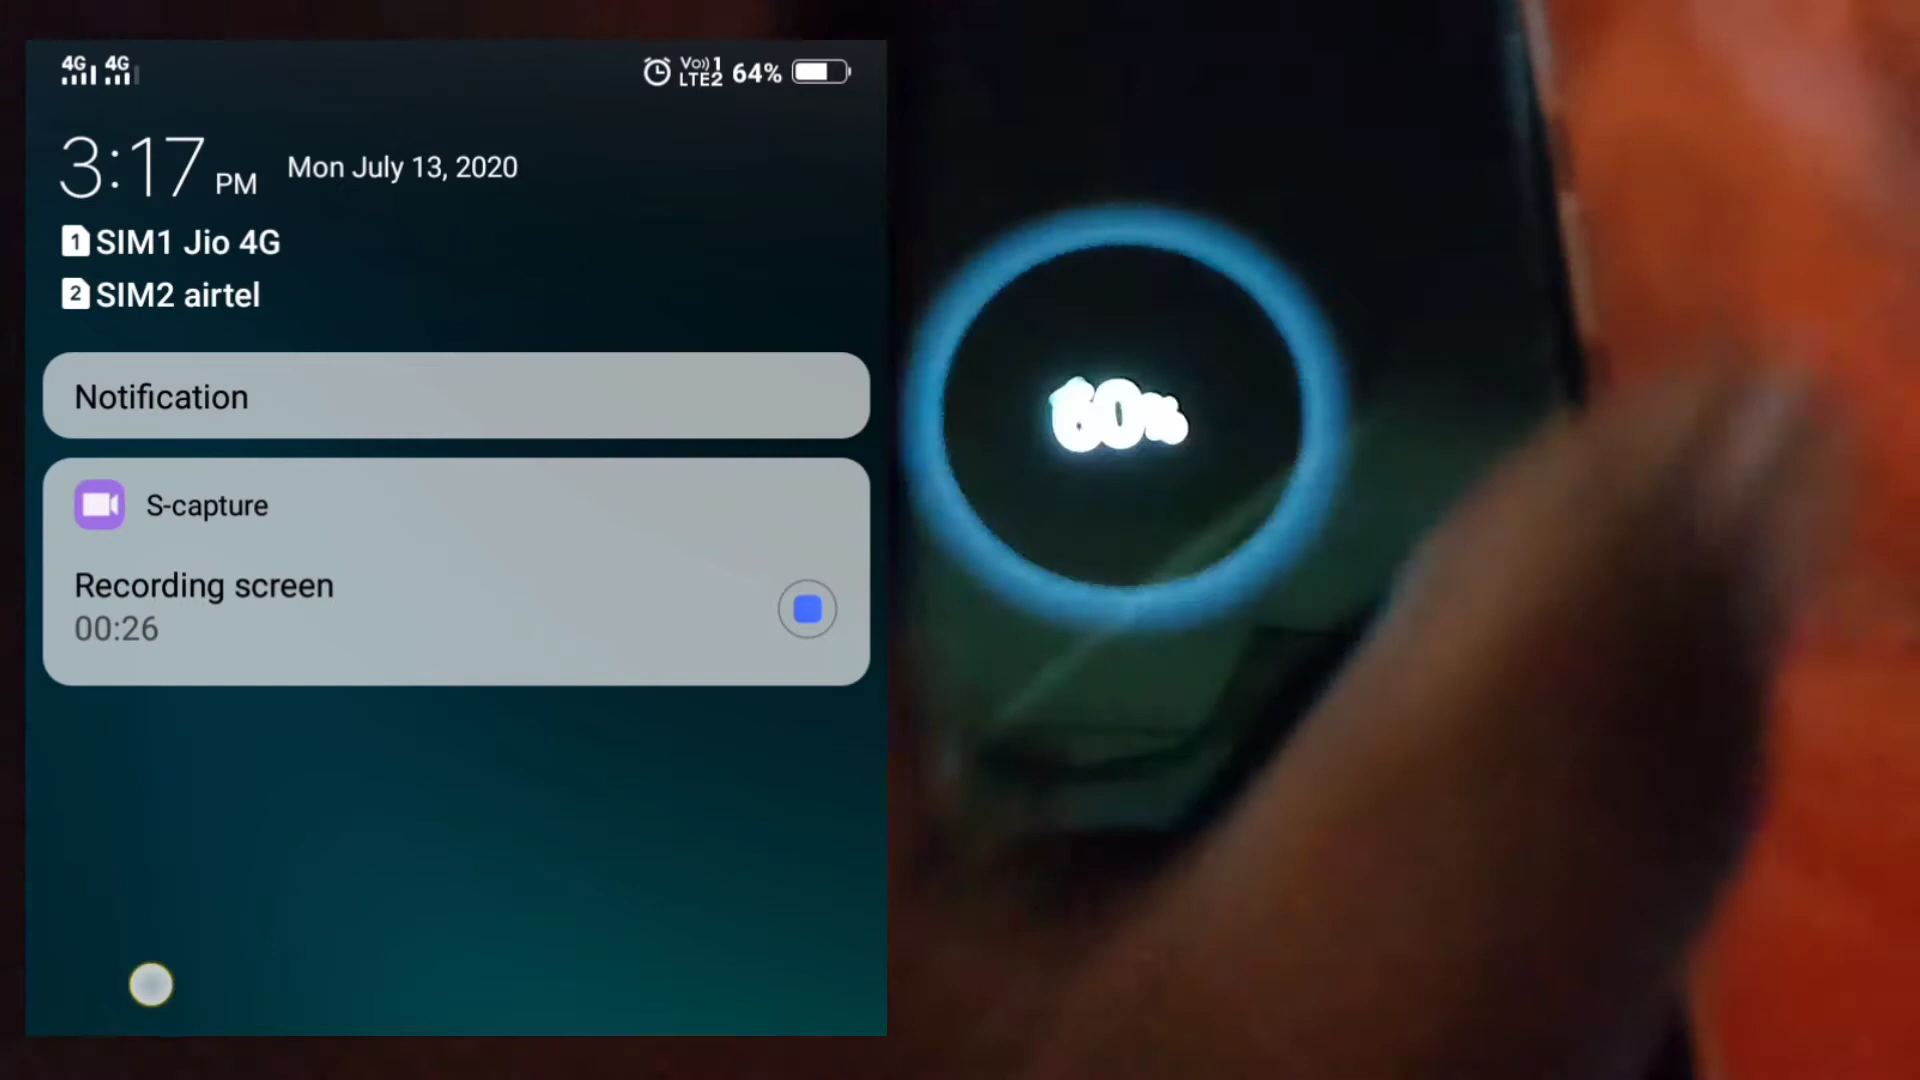 4G 4G
Vo)) 1 LTE2 64%
3:17 PM Mon July 13, 2020
1 SIM1 Jio 4G
2 SIM2 airtel
Notification
S-capture
Recording screen
00:26
60%